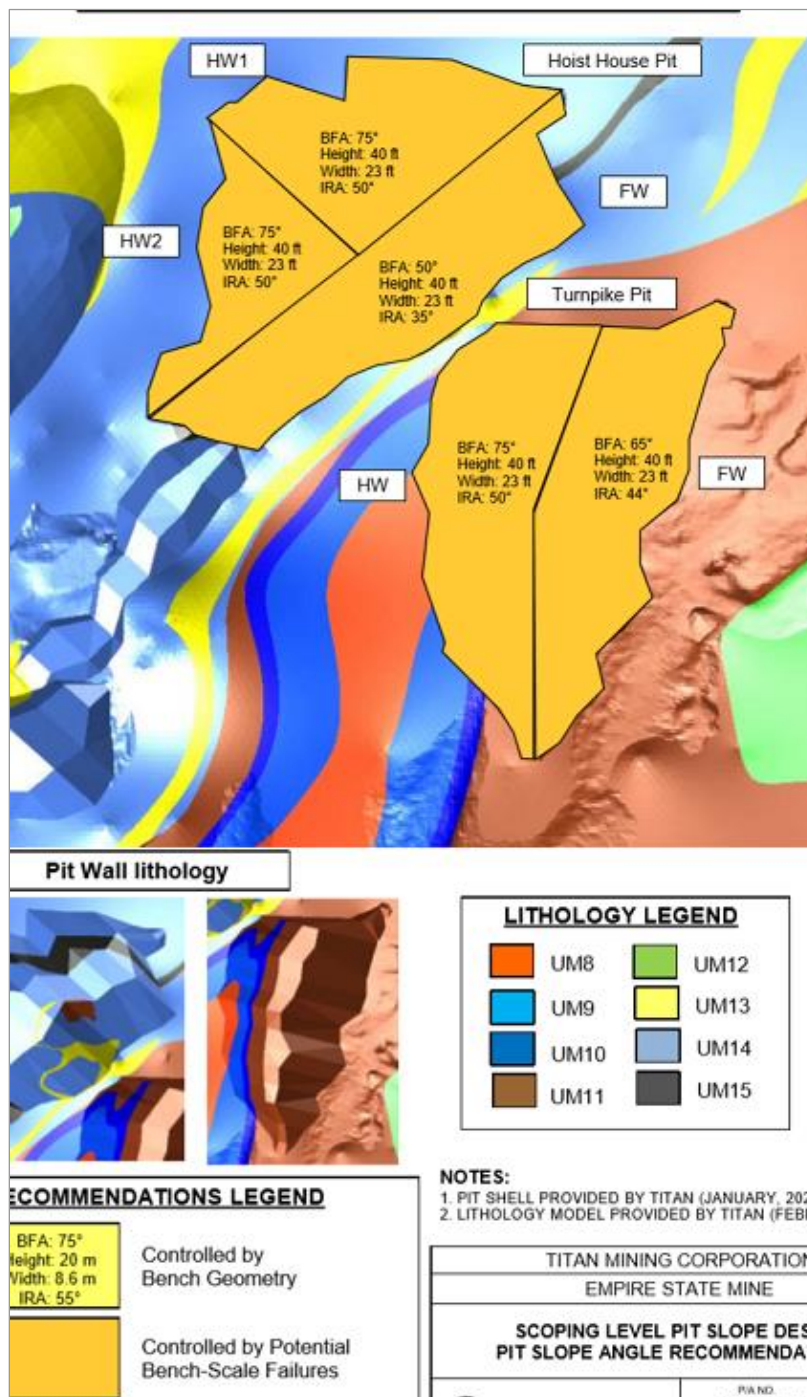 HW1
Hoist House Pit
BFA: 75°
Height: 40 ft
Width: 23 ft
IRA: 50°
FW
HW2
BFA: 75°
Height: 40 ft
Width: 23 ft
IRA: 50°
BFA: 50°
Height: 40 ft
Width: 23 ft
IRA: 35°
Turnpike Pit
HW
BFA: 75°
Height: 40 ft
Width: 23 ft
IRA: 50°
BFA: 65°
Height: 40 ft
Width: 23 ft
IRA: 44°
FW
Pit Wall lithology
LITHOLOGY LEGEND
UM8
UM12
UM9
UM13
UM10
UM14
UM11
UM15
NOTES:
1. PIT SHELL PROVIDED BY TITAN (JANUARY, 202
2. LITHOLOGY MODEL PROVIDED BY TITAN (FEB
ECOMMENDATIONS LEGEND
BFA: 75°
Height: 20 m
Width: 8.6 m
IRA: 55°
Controlled by
Bench Geometry
Controlled by Potential
Bench-Scale Failures
TITAN MINING CORPORATION
EMPIRE STATE MINE
SCOPING LEVEL PIT SLOPE DES
PIT SLOPE ANGLE RECOMMENDA
P/A NO.